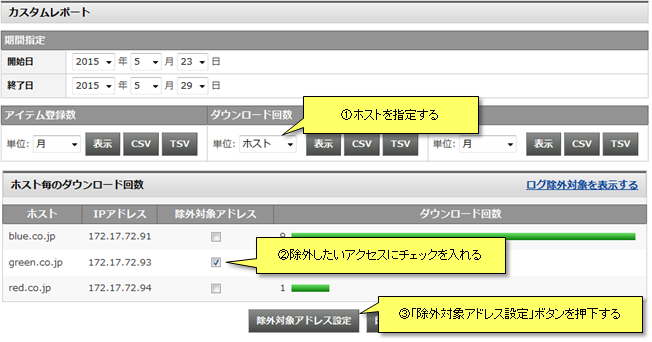 カスタムレポート
期間指定
開始日 2015 年 5 月 23 日
終了日 2015 年 5 月 29 日
アイテム登録数 ダウンロード回数
①ホストを指定する
単位: 月 表示 CSV TSV 単位: ホスト 表示 CSV TSV 単位: 月 表示 CSV TSV
ホスト毎のダウンロード回数 ログ除外対象を表示する
ホスト IPアドレス 除外対象アドレス ダウンロード回数
blue.co.jp 172.17.72.91 9
green.co.jp 172.17.72.93
②除外したいアクセスにチェックを入れる
red.co.jp 172.17.72.94 1
③「除外対象アドレス設定」ボタンを押下する
除外対象アドレス設定